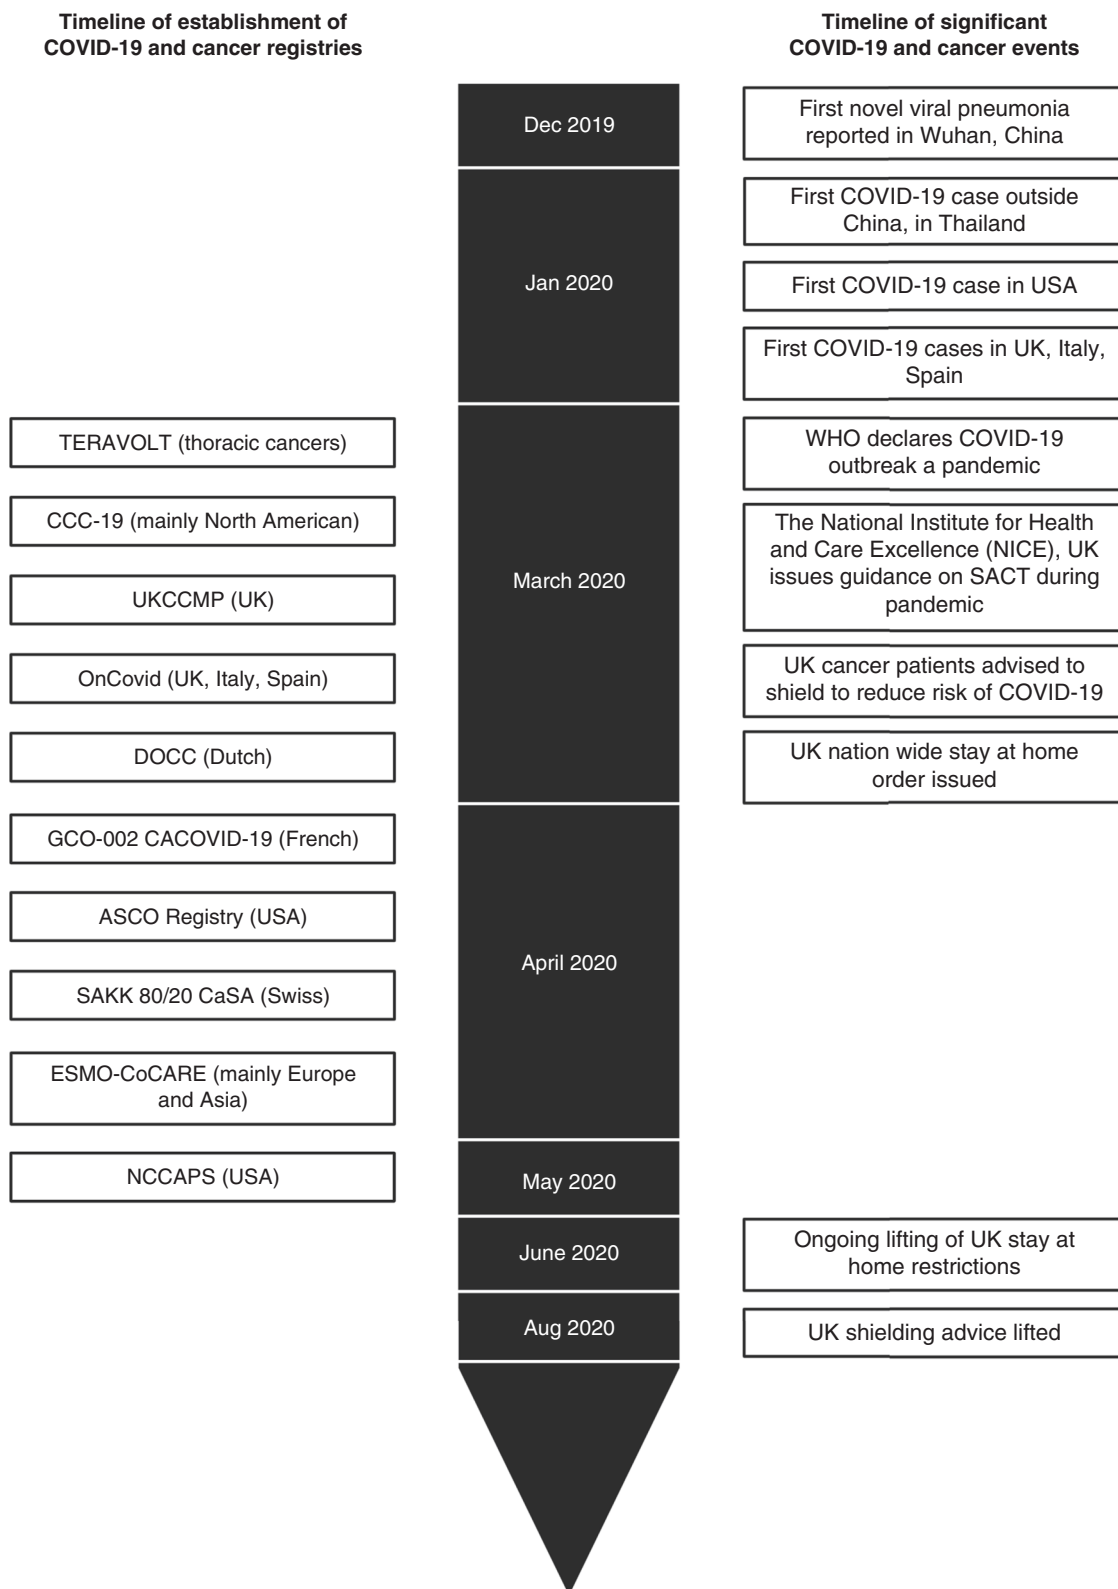 Timeline of establishment of
COVID-19 and cancer registries
Timeline of significant
COVID-19 and cancer events
Dec 2019
First novel viral pneumonia
reported in Wuhan, China
Jan 2020
First COVID-19 case outside
China, in Thailand
First COVID-19 case in USA
First COVID-19 cases in UK, Italy,
Spain
March 2020
TERAVOLT (thoracic cancers)
CCC-19 (mainly North American)
UKCCMP (UK)
OnCovid (UK, Italy, Spain)
DOCC (Dutch)
WHO declares COVID-19
outbreak a pandemic
The National Institute for Health
and Care Excellence (NICE), UK
issues guidance on SACT during
pandemic
UK cancer patients advised to
shield to reduce risk of COVID-19
UK nation wide stay at home
order issued
April 2020
GCO-002 CACOVID-19 (French)
ASCO Registry (USA)
SAKK 80/20 CaSA (Swiss)
ESMO-CoCARE (mainly Europe
and Asia)
May 2020
NCCAPS (USA)
June 2020
Ongoing lifting of UK stay at
home restrictions
Aug 2020
UK shielding advice lifted